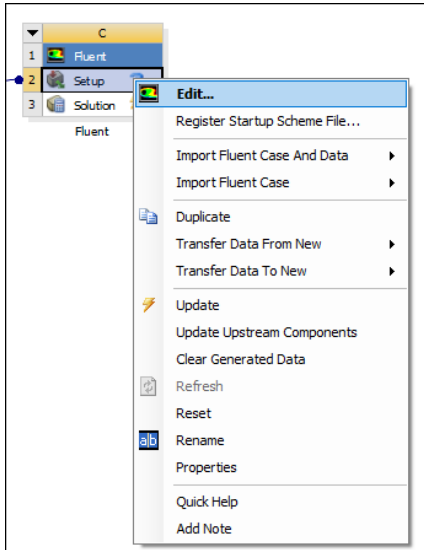 C
1 Fluent
2 Setup
3 Solution
Fluent
Edit...
Register Startup Scheme File...
Import Fluent Case And Data
Import Fluent Case
Duplicate
Transfer Data From New
Transfer Data To New
Update
Update Upstream Components
Clear Generated Data
Refresh
Reset
a|b Rename
Properties
Quick Help
Add Note